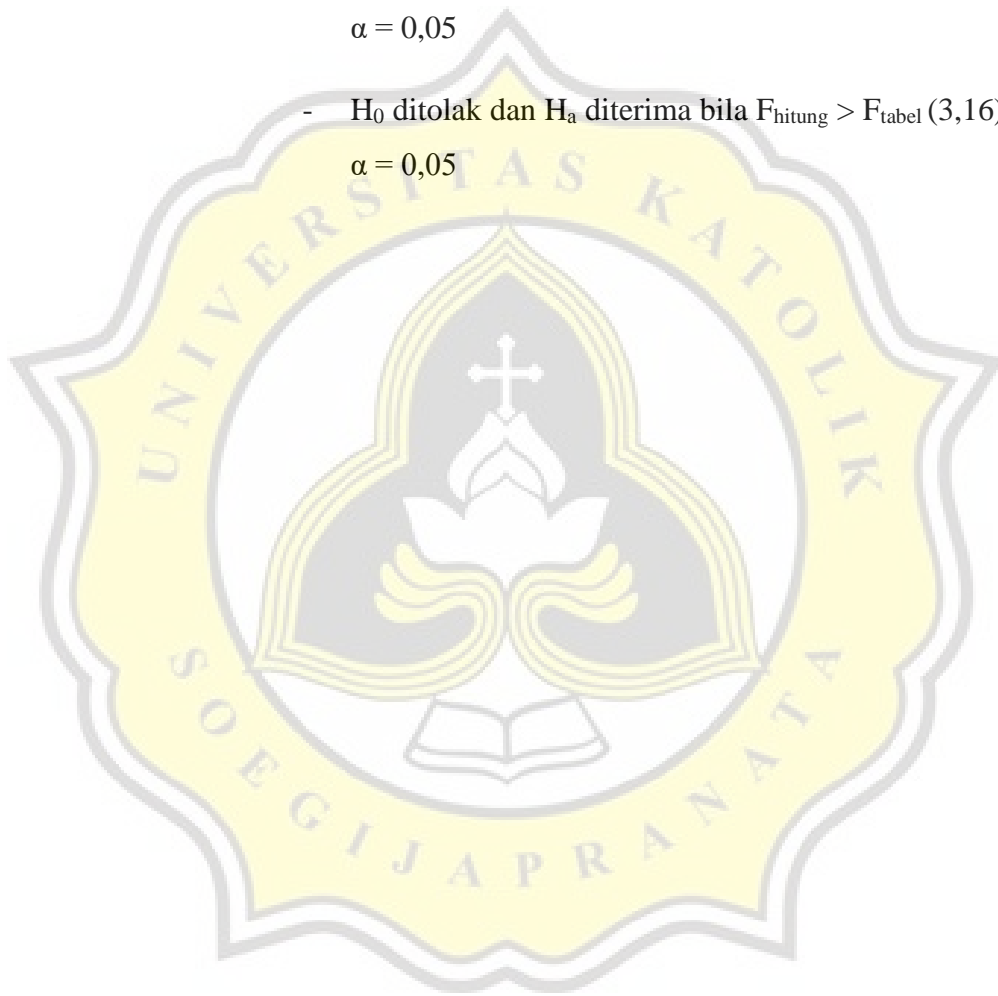 α = 0,05
- H₀ ditolak dan Hₐ diterima bila Fhitung > Ftabel (3,16)
α = 0,05
UNIVERSITAS KATOLIK
SOEGIJAPRANATA